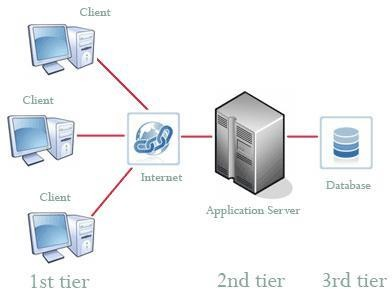 Client
Client
Internet
Client
Application Server
Database
1st tier
2nd tier
3rd tier